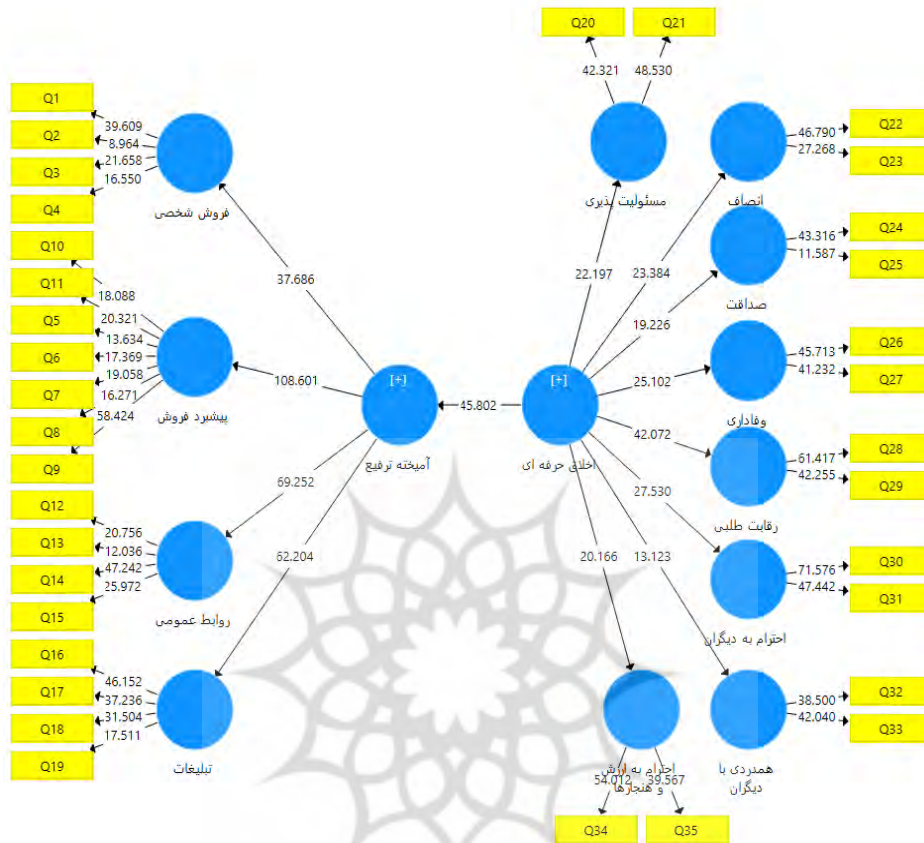 Q20
Q21
42.321
48.530
مسئولیت پذیری
Q1
Q2
Q3
Q4
39.609
8.964
21.658
16.550
فروش شخصی
Q22
Q23
46.790
27.268
انصاف
Q24
Q25
43.316
11.587
صداقت
37.686
22.197
23.384
19.226
Q10
Q11
Q5
Q6
Q7
Q8
Q9
18.088
20.321
13.634
17.369
19.058
16.271
58.424
پیشبرد فروش
108.601
[+]
آمیخته ترفیع
45.802
[+]
اخلاق حرفه ای
25.102
Q26
Q27
45.713
41.232
وفاداری
42.072
Q28
Q29
61.417
42.255
رقابت طلبی
27.530
Q30
Q31
71.576
47.442
احترام به دیگران
69.252
Q12
Q13
Q14
Q15
20.756
12.036
47.242
25.972
روابط عمومی
62.204
20.166
13.123
Q16
Q17
Q18
Q19
46.152
37.236
31.504
17.511
تبلیغات
Q32
Q33
38.500
42.040
همدردی با
دیگران
احترام به ارزش
و هنجارها
54.012
39.567
Q34
Q35